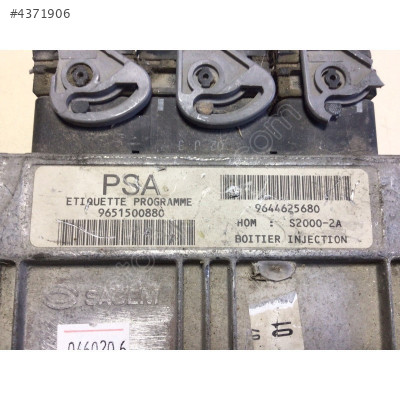 #4371906
PSA
ETIQUETTE PROGRAMME
9651500880
9644625680
HOM : S2000-2A
BOITIER INJECTION
SAGEM